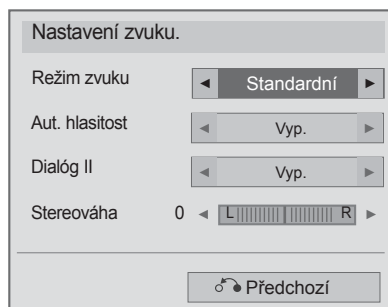 Nastavení zvuku.
Režim zvuku ◄ Standardní ►
Aut. hlasitost ◄ Vyp. ►
Dialóg II ◄ Vyp. ►
Stereováha 0 ◄ L R ►
Předchozí